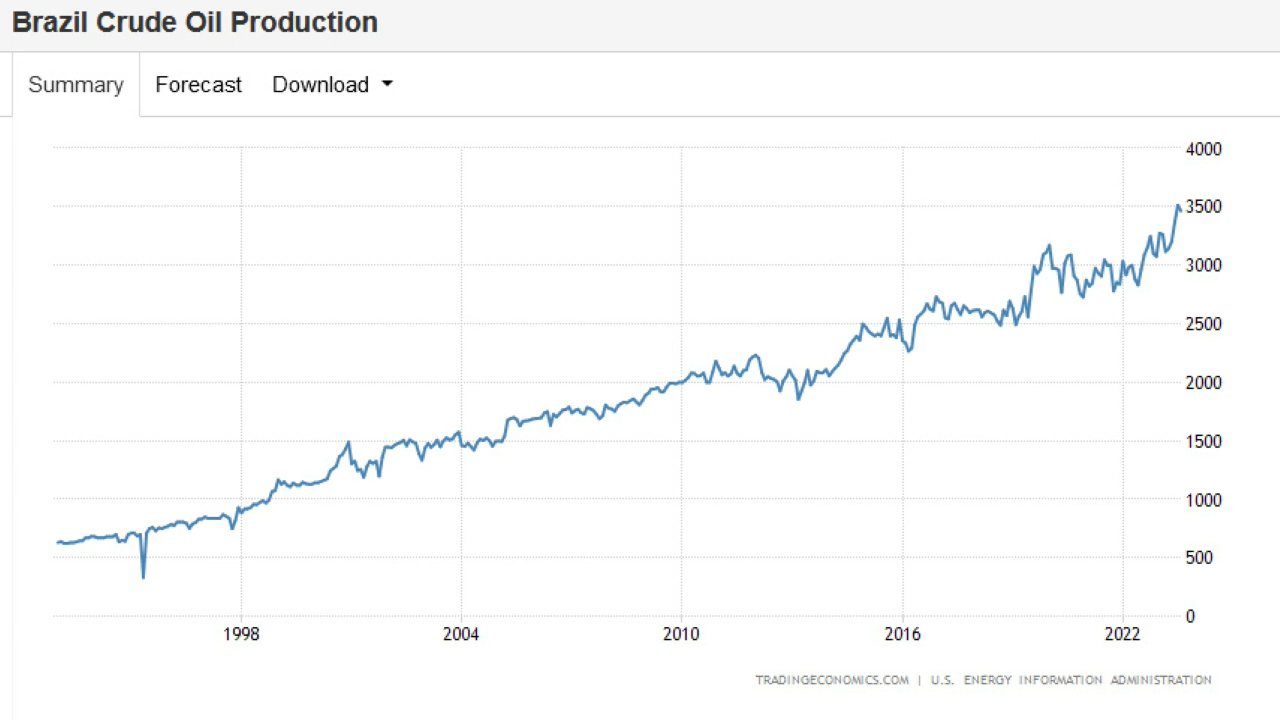 Brazil Crude Oil Production
Summary Forecast Download
4000
3500
3000
2500
2000
1500
1000
500
0
1998 2004 2010 2016 2022
TRADINGECONOMICS.COM | U.S. ENERGY INFORMATION ADMINISTRATION